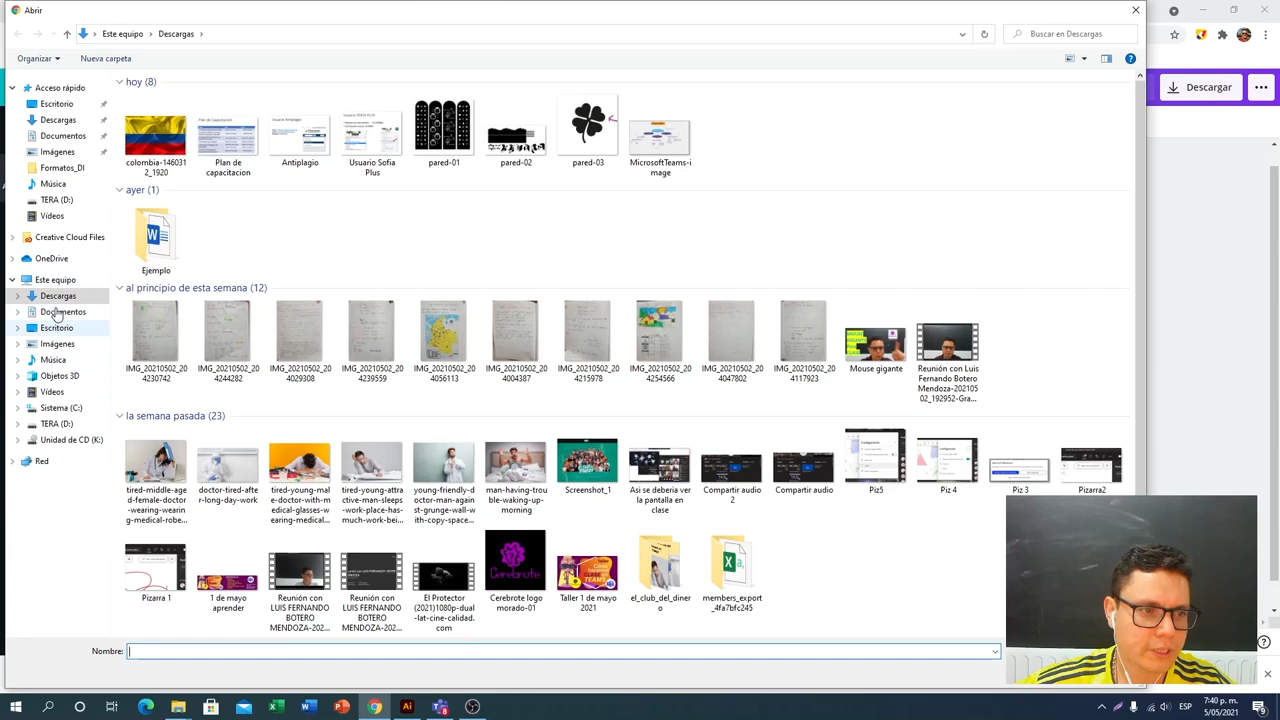 Abrir
Este equipo
Descargas
Buscar en Descargas
Organizar
Nueva carpeta
Descargar
Acceso rápido
Escritorio
Descargas
Documentos
Imágenes
Formatos_DI
Música
TERA (D:)
Vídeos
Creative Cloud Files
OneDrive
Este equipo
Descargas
Documentos
Escritorio
Imágenes
Música
Objetos 3D
Vídeos
Sistema (C:)
TERA (D:)
Unidad de CD (K:)
Red
hoy (8)
colombia-146031
2_1920
Plan de
capacitacion
Antiplagio
Usuario Sofia
Plus
pared-01
pared-02
pared-03
MicrosoftTeams-i
mage
ayer (1)
Ejemplo
al principio de esta semana (12)
IMG_20210502_20
4230742
IMG_20210502_20
4244282
IMG_20210502_20
4029308
IMG_20210502_20
4239559
IMG_20210502_20
4056113
IMG_20210502_20
4004387
IMG_20210502_20
4215978
IMG_20210502_20
4254566
IMG_20210502_20
4047802
IMG_20210502_20
4117923
Mouse gigante
Reunión con Luis
Fernando Botero
Mendoza-202105
02_192952-Gra...
la semana pasada (23)
tired-middle-ag
ed-female-doctor
-wearing-wearin
g-medical-robe...
doctor-tired-afte
r-long-day-work
tired-young-mal
e-doctor-with-m
edical-glasses-w
earing-medical...
tired-young-attra
ctive-man-sleeps
-work-place-has-
much-work-bei...
young-friendly-d
octor-man-again
st-grunge-wall-w
ith-copy-space...
man-having-trou
ble-waking-up-
morning
Screenshot_1
Asi se deberia ver
la pantalla en
clase
Compartir audio
2
Compartir audio
Piz5
Piz 4
Piz 3
Pizarra2
Pizarra 1
1 de mayo
aprender
Reunión con
LUIS FERNANDO
BOTERO
MENDOZA-202...
Reunión con
LUIS FERNANDO
BOTERO
MENDOZA-202...
El Protector
(2021)1080p-dual
-lat-cine-calidad.
com
Cerebrote
Cerebrote logo
morado-01
Taller 1 de mayo
2021
el_club_del_diner
o
members_export
_4fa7bfc245
Nombre:
ESP
7:40 p. m.
5/05/2021